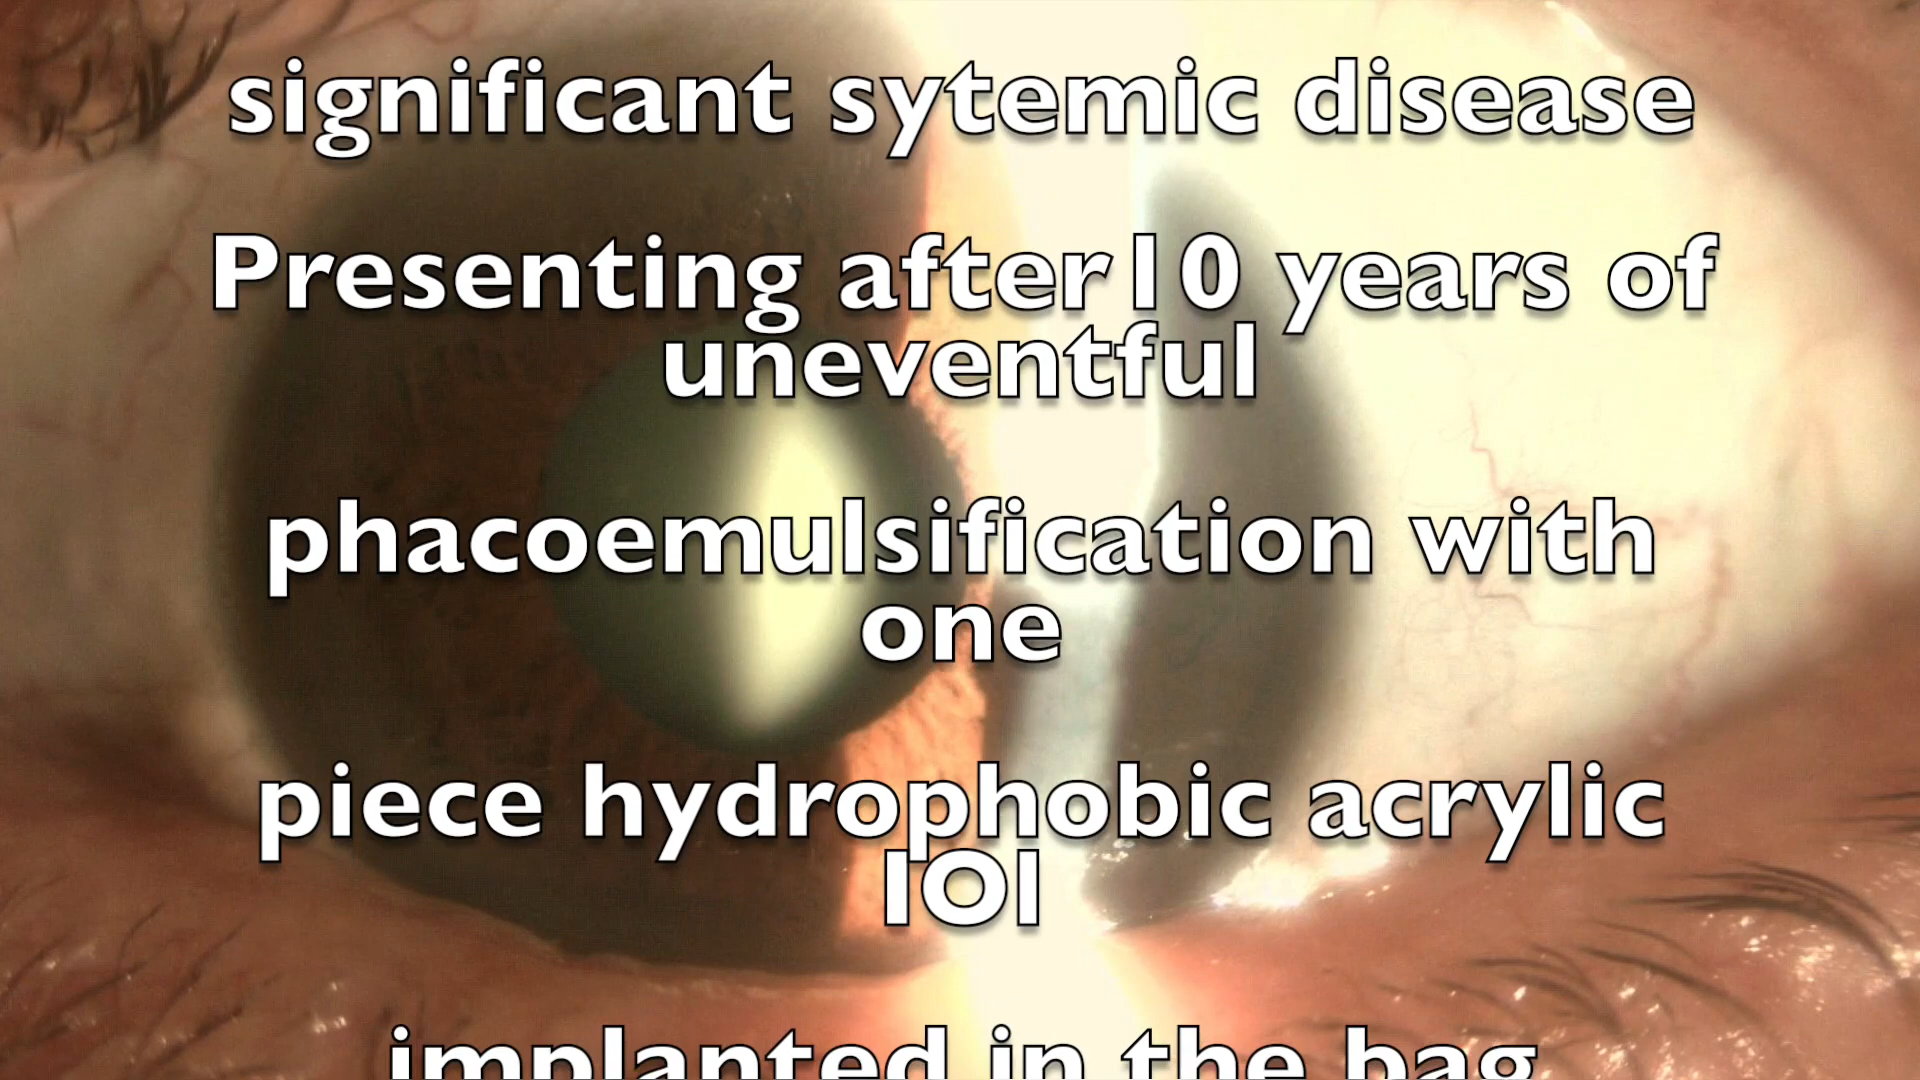 significant sytemic disease
Presenting after10 years of
uneventful
phacoemulsification with
one
piece hydrophobic acrylic
IOl
implanted in the bag